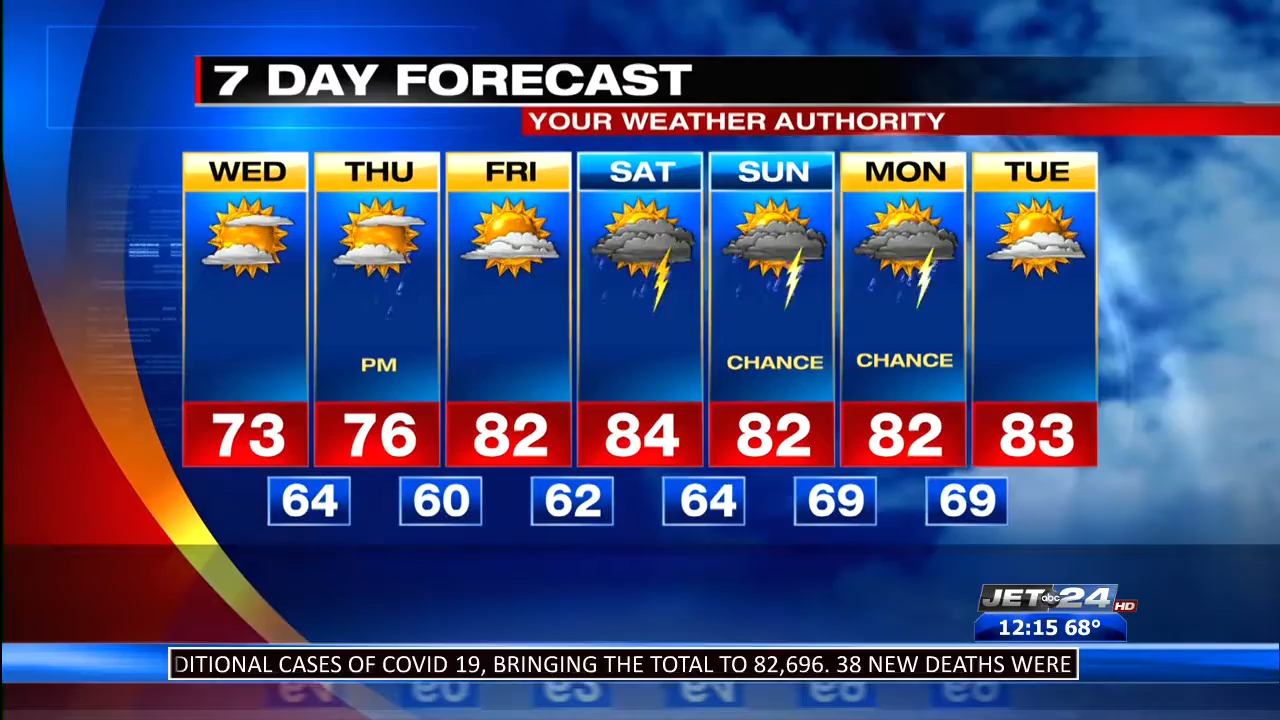 7 DAY FORECAST
YOUR WEATHER AUTHORITY
WED THU FRI SAT SUN MON TUE
PM CHANCE CHANCE
73 76 82 84 82 82 83
64 60 62 64 69 69
JET abc 24 HD
12:15 68°
DITIONAL CASES OF COVID 19, BRINGING THE TOTAL TO 82,696. 38 NEW DEATHS WERE